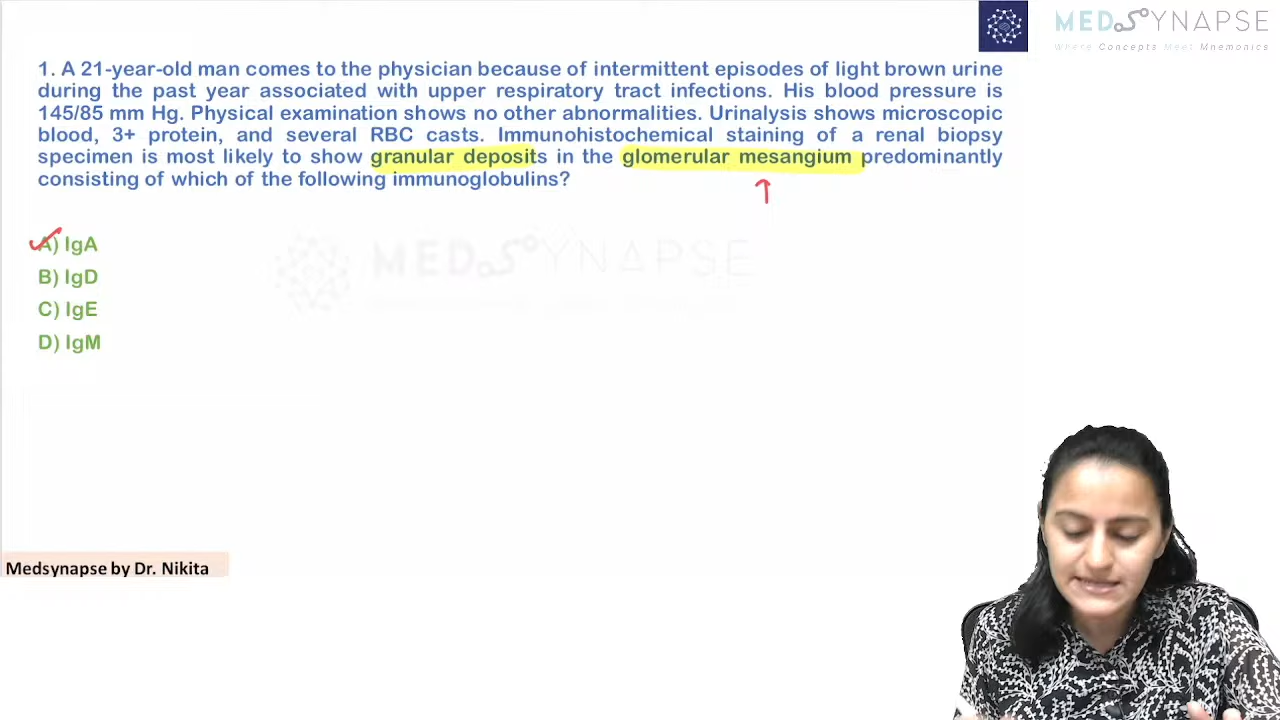 MEDSYNAPSE
Where Concepts Meet Mnemonics
1. A 21-year-old man comes to the physician because of intermittent episodes of light brown urine
during the past year associated with upper respiratory tract infections. His blood pressure is
145/85 mm Hg. Physical examination shows no other abnormalities. Urinalysis shows microscopic
blood, 3+ protein, and several RBC casts. Immunohistochemical staining of a renal biopsy
specimen is most likely to show granular deposits in the glomerular mesangium predominantly
consisting of which of the following immunoglobulins?
A) IgA
B) IgD
C) IgE
D) IgM
MEDSYNAPSE
Medsynapse by Dr. Nikita